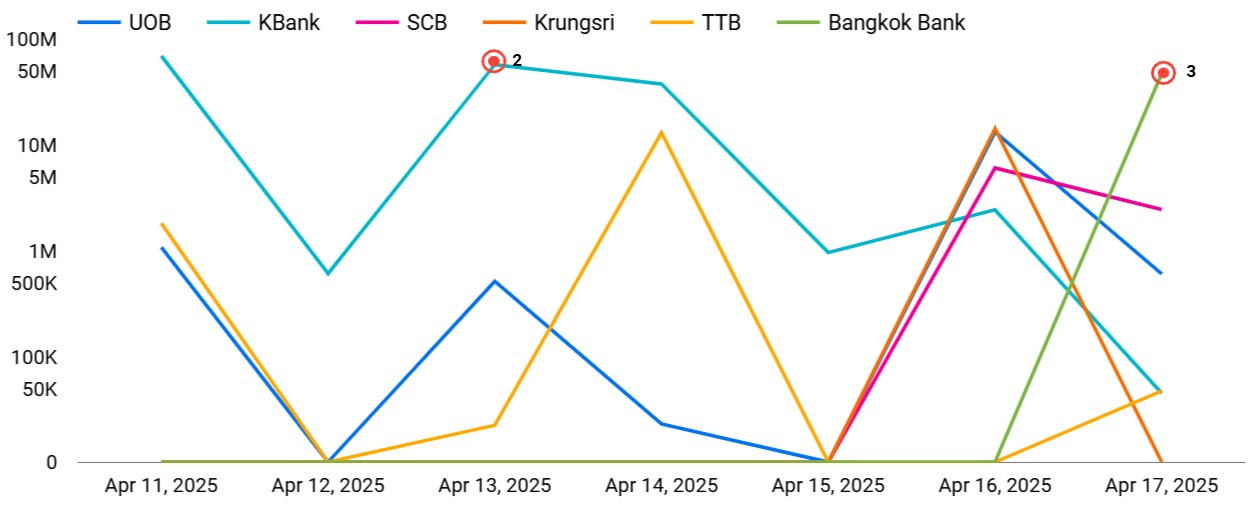 UOB KBank SCB Krungsri TTB Bangkok Bank
100M
50M
10M
5M
1M
500K
100K
50K
0
2
3
Apr 11, 2025 Apr 12, 2025 Apr 13, 2025 Apr 14, 2025 Apr 15, 2025 Apr 16, 2025 Apr 17, 2025